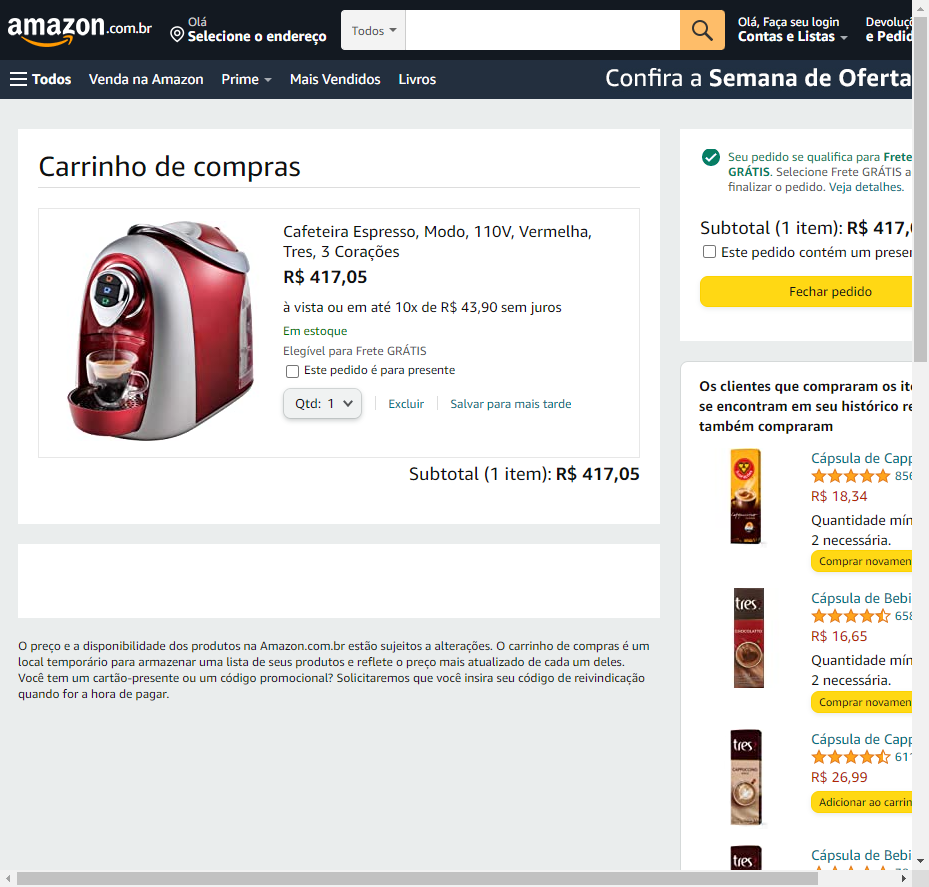 amazon.com.br
Olá
Selecione o endereço
Todos
Olá, Faça seu login
Contas e Listas
e Pedid
Todos
Venda na Amazon
Prime
Mais Vendidos
Livros
Confira a Semana de Oferta
Carrinho de compras
Cafeteira Espresso, Modo, 110V, Vermelha,
Tres, 3 Corações
R$ 417,05
à vista ou em até 10x de R$ 43,90 sem juros
Em estoque
Elegível para Frete GRÁTIS
Este pedido é para presente
Qtd: 1
Excluir
Salvar para mais tarde
Subtotal (1 item): R$ 417,05
Seu pedido se qualifica para Frete
GRÁTIS. Selecione Frete GRÁTIS a
finalizar o pedido. Veja detalhes.
Subtotal (1 item): R$ 417,
Este pedido contém um preser
Fechar pedido
Os clientes que compraram os ite
se encontram em seu histórico re
também compraram
Cápsula de Capp
856
R$ 18,34
Quantidade mín
2 necessária.
Comprar novamen
tres
Cápsula de Bebi
658
R$ 16,65
Quantidade mín
2 necessária.
Comprar novamen
tres
Cápsula de Capp
611
R$ 26,99
Adicionar ao carrin
tres
Cápsula de Bebi
O preço e a disponibilidade dos produtos na Amazon.com.br estão sujeitos a alterações. O carrinho de compras é um
local temporário para armazenar uma lista de seus produtos e reflete o preço mais atualizado de cada um deles.
Você tem um cartão-presente ou um código promocional? Solicitaremos que você insira seu código de reivindicação
quando for a hora de pagar.